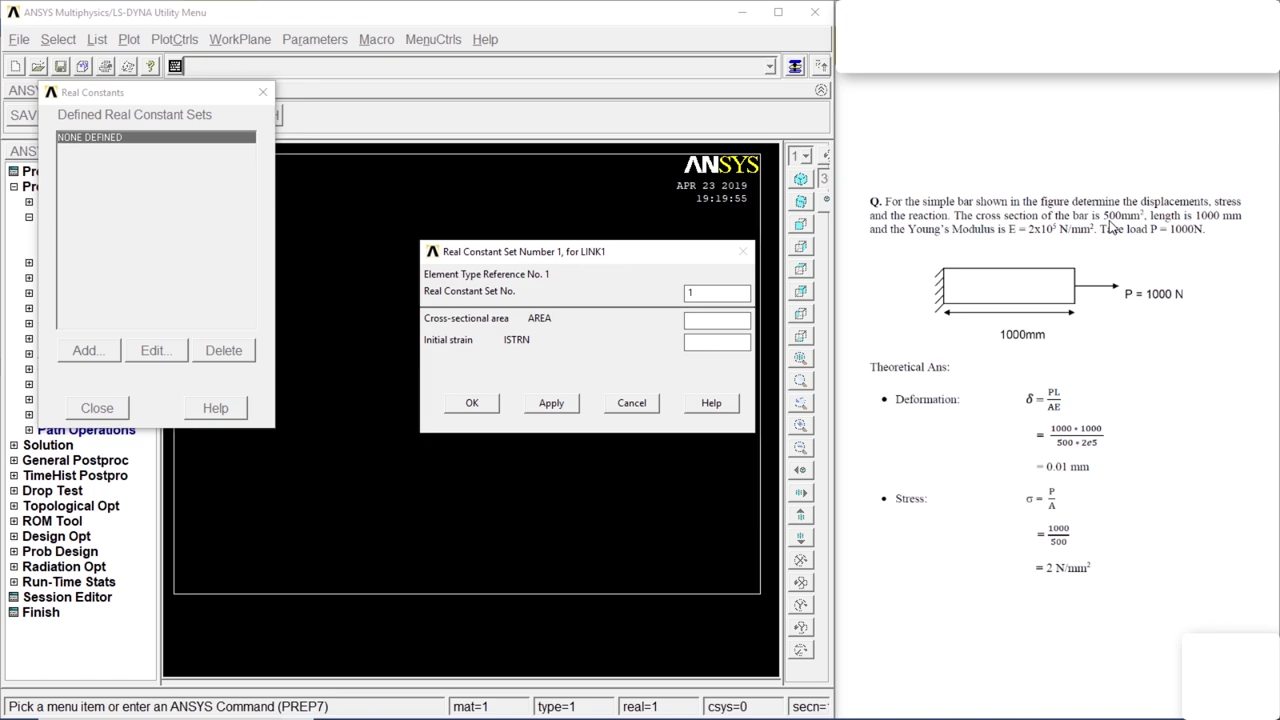 ANSYS Multiphysics/LS-DYNA Utility Menu
File Select List Plot PlotCtrls WorkPlane Parameters Macro MenuCtrls Help
ANS
SAV
ANS
Real Constants
Defined Real Constant Sets
NONE DEFINED
Add... Edit... Delete
Close Help
Pre
Pre
Path Operations
Solution
General Postproc
TimeHist Postpro
Drop Test
Topological Opt
ROM Tool
Design Opt
Prob Design
Radiation Opt
Run-Time Stats
Session Editor
Finish
ANSYS
APR 23 2019
19:19:55
1
3
Real Constant Set Number 1, for LINK1
Element Type Reference No. 1
Real Constant Set No. 1
Cross-sectional area AREA
Initial strain ISTRN
OK Apply Cancel Help
Pick a menu item or enter an ANSYS Command (PREP7) mat=1 type=1 real=1 csys=0 secn=
Q. For the simple bar shown in the figure determine the displacements, stress
and the reaction. The cross section of the bar is 500mm², length is 1000 mm
and the Young's Modulus is E = 2x10⁵ N/mm². The load P = 1000N.
P = 1000 N
1000mm
Theoretical Ans:
• Deformation: δ = PL/AE
= 1000 * 1000 / 500 * 2e5
= 0.01 mm
• Stress: σ = P/A
= 1000/500
= 2 N/mm²